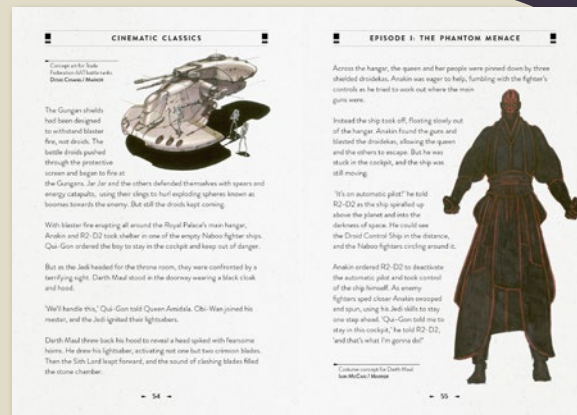 CINEMATIC CLASSICS
Concept art for Trade
Federation AAT battle tanks.
DOUG CHIANG / MARKER
The Gungan shields
had been designed
to withstand blaster
fire, not droids. The
battle droids pushed
through the protective
screen and began to fire at
the Gungans. Jar Jar and the others defended themselves with spears and
energy catapults, using their slings to hurl exploding spheres known as
boomas towards the enemy. But still the droids kept coming.
With blaster fire erupting all around the Royal Palace's main hangar,
Anakin and R2-D2 took shelter in one of the empty Naboo fighter ships.
Qui-Gon ordered the boy to stay in the cockpit and keep out of danger.
But as the Jedi headed for the throne room, they were confronted by a
terrifying sight. Darth Maul stood in the doorway wearing a black cloak
and hood.
'We'll handle this,' Qui-Gon told Queen Amidala. Obi-Wan joined his
master, and the Jedi ignited their lightsabers.
Darth Maul threw back his hood to reveal a head spiked with fearsome
horns. He drew his lightsaber, activating not one but two crimson blades.
Then the Sith Lord leapt forward, and the sound of clashing blades filled
the stone chamber.
54
EPISODE I: THE PHANTOM MENACE
Across the hangar, the queen and her people were pinned down by three
shielded droidekas. Anakin was eager to help, fumbling with the fighter's
controls as he tried to work out where the main
guns were.
Instead the ship took off, floating slowly out
of the hangar. Anakin found the guns and
blasted the droidekas, allowing the queen
and the others to escape. But he was
stuck in the cockpit, and the ship was
still moving.
'It's on automatic pilot!' he told
R2-D2 as the ship spiralled up
above the planet and into the
darkness of space. He could see
the Droid Control Ship in the distance,
and the Naboo fighters circling around it.
Anakin ordered R2-D2 to deactivate
the automatic pilot and took control
of the ship himself. As enemy
fighters sped closer Anakin swooped
and spun, using his Jedi skills to stay
one step ahead. 'Qui-Gon told me to
stay in this cockpit,' he told R2-D2,
'and that's what I'm gonna do!'
Costume concept for Darth Maul.
IAIN McCAIG / MARKER
55